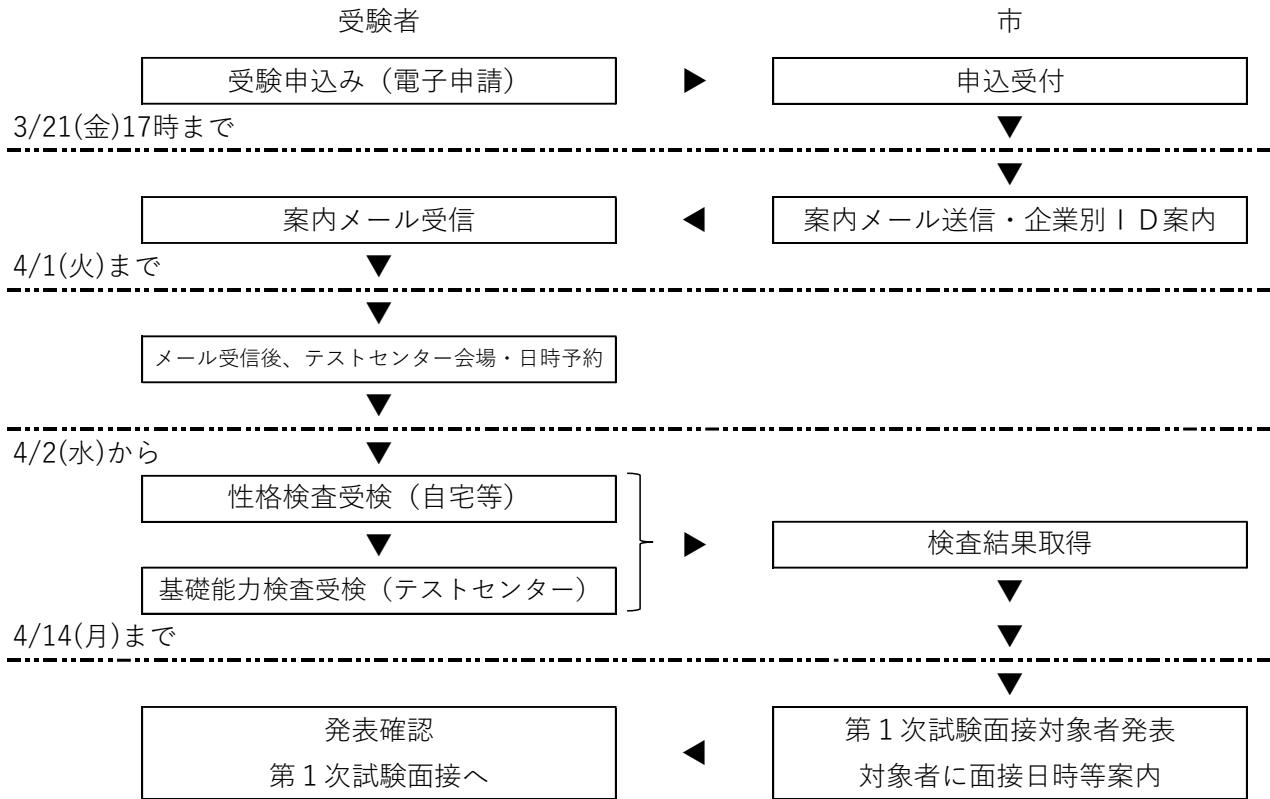 受験者 市
受験申込み（電子申請） ▶ 申込受付
3/21(金)17時まで ▼
▼
案内メール受信 ◀ 案内メール送信・企業別ＩＤ案内
4/1(火)まで ▼
▼
メール受信後、テストセンター会場・日時予約
▼
4/2(水)から ▼
性格検査受検（自宅等）
▼ ▶ 検査結果取得
基礎能力検査受検（テストセンター） ▼
4/14(月)まで ▼
▼
発表確認 第１次試験面接対象者発表
◀
第１次試験面接へ 対象者に面接日時等案内